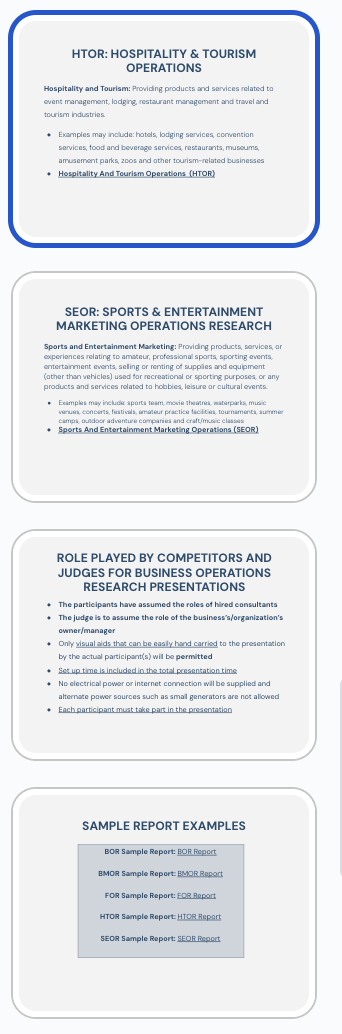 HTOR: HOSPITALITY & TOURISM
OPERATIONS
Hospitality and Tourism: Providing products and services related to
event management, lodging, restaurant management and travel and
tourism industries.
● Examples may include: hotels, lodging services, convention
services, food and beverage services, restaurants, museums,
amusement parks, zoos and other tourism-related businesses
● Hospitality And Tourism Operations (HTOR)
SEOR: SPORTS & ENTERTAINMENT
MARKETING OPERATIONS RESEARCH
Sports and Entertainment Marketing: Providing products, services, or
experiences relating to amateur, professional sports, sporting events,
entertainment events, selling or renting of supplies and equipment
(other than vehicles) used for recreational or sporting purposes, or any
products and services related to hobbies, leisure or cultural events.
● Examples may include: sports team, movie theatres, waterparks, music
venues, concerts, festivals, amateur practice facilities, tournaments, summer
camps, outdoor adventure companies and craft/music classes
● Sports And Entertainment Marketing Operations (SEOR)
ROLE PLAYED BY COMPETITORS AND
JUDGES FOR BUSINESS OPERATIONS
RESEARCH PRESENTATIONS
● The participants have assumed the roles of hired consultants
● The judge is to assume the role of the business's/organization's
owner/manager
● Only visual aids that can be easily hand carried to the presentation
by the actual participant(s) will be permitted
● Set up time is included in the total presentation time
● No electrical power or internet connection will be supplied and
alternate power sources such as small generators are not allowed
● Each participant must take part in the presentation
SAMPLE REPORT EXAMPLES
BOR Sample Report: BOR Report
BMOR Sample Report: BMOR Report
FOR Sample Report: FOR Report
HTOR Sample Report: HTOR Report
SEOR Sample Report: SEOR Report